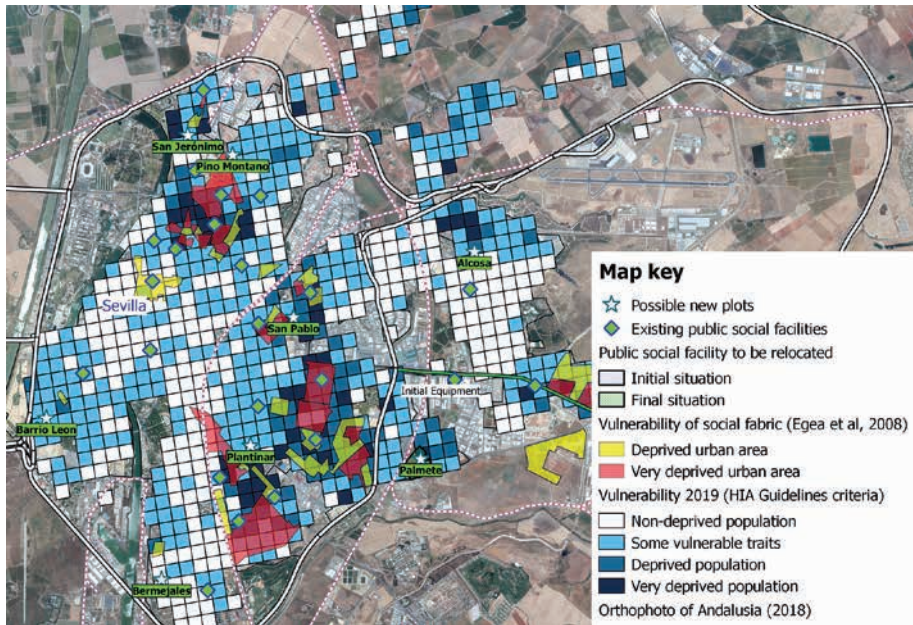 San Jerónimo
Pino Montano
Alcosa
Sevilla
San Pablo
Initial Equipment
Barrio Leon
Plantinar
Palmete
Bermejales
Map key
Possible new plots
Existing public social facilities
Public social facility to be relocated
Initial situation
Final situation
Vulnerability of social fabric (Egea et al, 2008)
Deprived urban area
Very deprived urban area
Vulnerability 2019 (HIA Guidelines criteria)
Non-deprived population
Some vulnerable traits
Deprived population
Very deprived population
Orthophoto of Andalusia (2018)